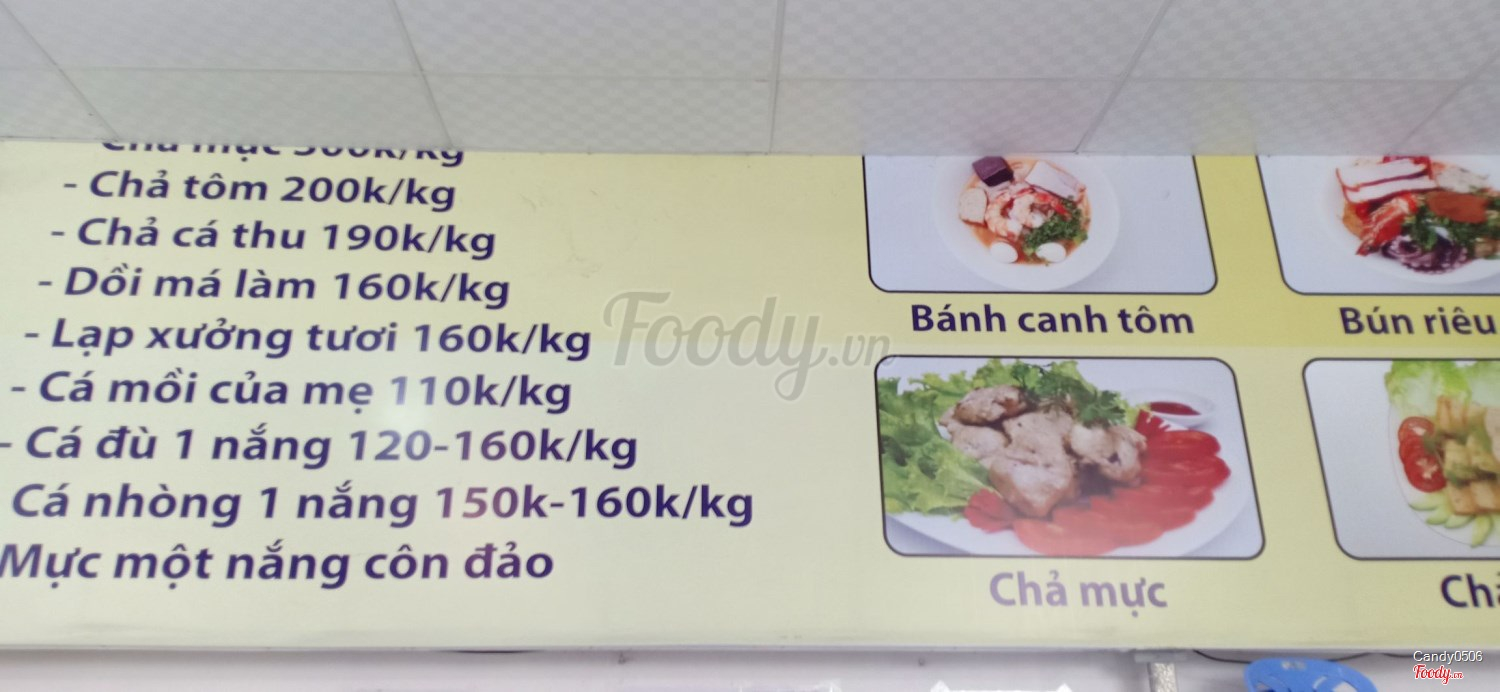 - Chả tôm 200k/kg
- Chả cá thu 190k/kg
- Dồi má làm 160k/kg
- Lạp xưởng tươi 160k/kg
- Cá mồi của mẹ 110k/kg
- Cá đù 1 nắng 120-160k/kg
Cá nhòng 1 nắng 150k-160k/kg
Mực một nắng côn đảo
Bánh canh tôm
Bún riêu
Chả mực
Foody.vn
Candy0506
Foody.vn